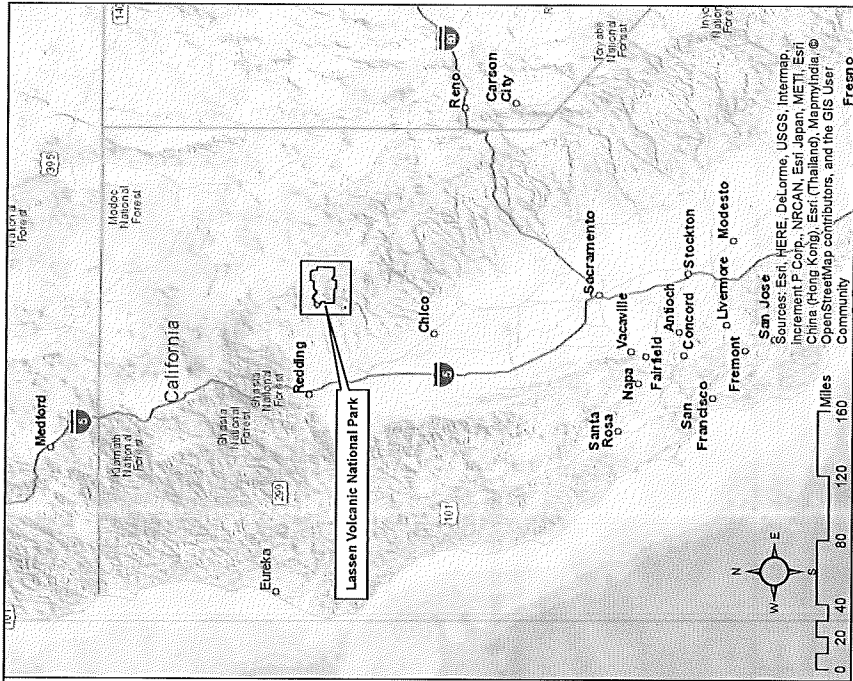 101
National
Forest
395
140
Medford
5
Modoc
National
Forest
Klamath
National
Forest
California
Shasta
National
Forest
Shasta
National
Forest
299
Eureka
Redding
Lassen Volcanic National Park
Reno
Carson
City
101
5
Chico
Toiyabe
National
Forest
Sacramento
Santa
Rosa
Napa
Vacaville
Fairfield
Antioch
Concord
Stockton
San
Francisco
Livermore
Modesto
Fremont
San Jose
N
W
E
S
0 20 40 80 120 160
Miles
Sources: Esri, HERE, DeLorme, USGS, Intermap,
Increment P Corp., NRCAN, Esri Japan, METI, Esri
China (Hong Kong), Esri (Thailand), MapmyIndia, ©
OpenStreetMap contributors, and the GIS User
Community
Fresno